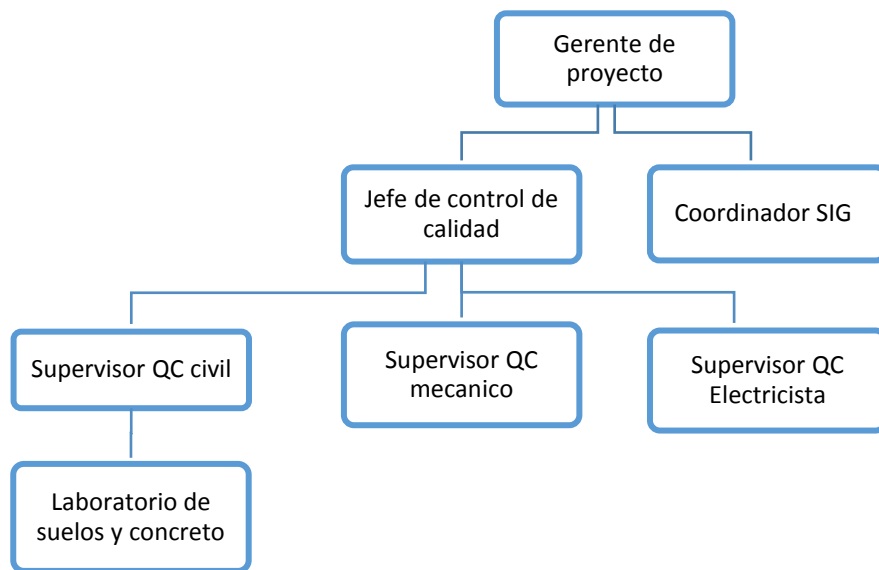 Gerente de
proyecto
Jefe de control de
calidad
Coordinador SIG
Supervisor QC civil
Supervisor QC
mecanico
Supervisor QC
Electricista
Laboratorio de
suelos y concreto